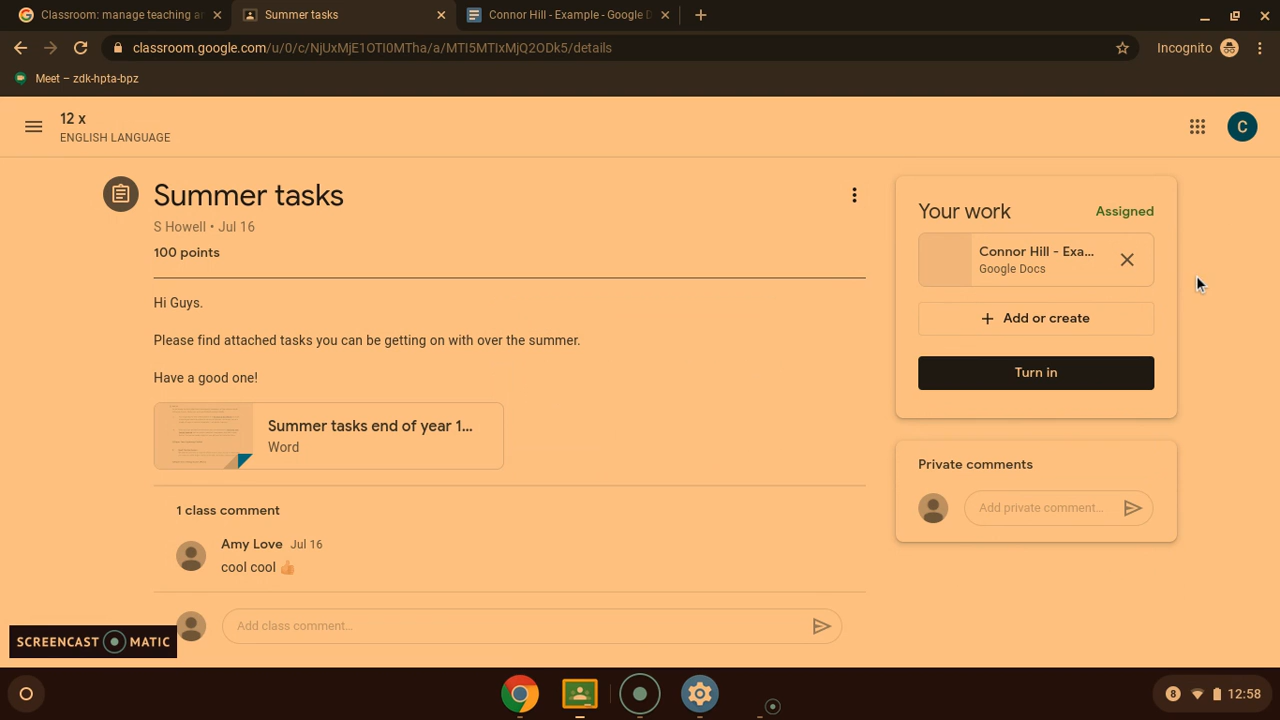 Classroom: manage teaching a
Summer tasks
Connor Hill - Example - Google D
classroom.google.com/u/0/c/NjUxMjE1OTI0MTha/a/MTI5MTIxMjQ2ODk5/details
Incognito
Meet – zdk-hpta-bpz
12 x
ENGLISH LANGUAGE
C
Summer tasks
S Howell • Jul 16
100 points
Hi Guys.
Please find attached tasks you can be getting on with over the summer.
Have a good one!
Summer tasks end of year 1...
Word
1 class comment
Amy Love Jul 16
cool cool 👍
Add class comment...
Your work
Assigned
Connor Hill - Exa...
Google Docs
+ Add or create
Turn in
Private comments
Add private comment...
SCREENCAST MATIC
8
12:58